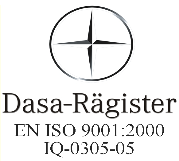 Dasa-Rägister
EN ISO 9001:2000
IQ-0305-05